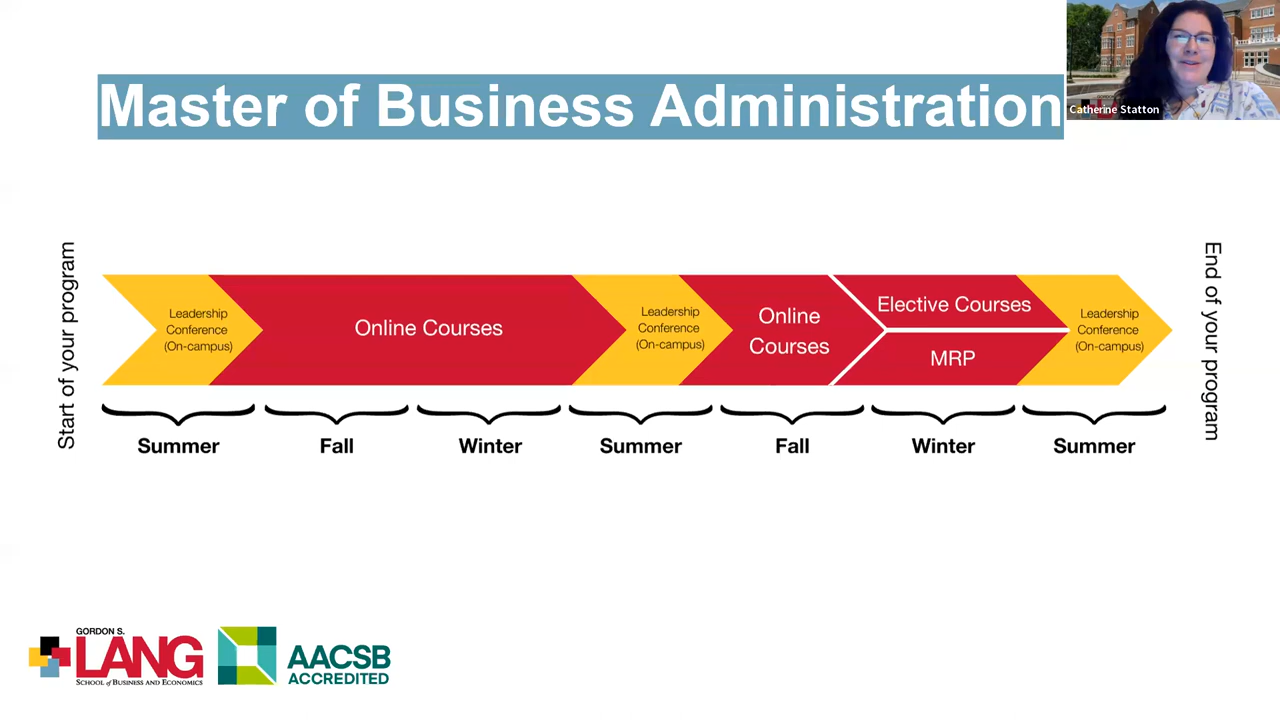 Master of Business Administration
Catherine Statton
Start of your program
Leadership
Conference
(On-campus)
Online Courses
Leadership
Conference
(On-campus)
Online
Courses
Elective Courses
MRP
Leadership
Conference
(On-campus)
End of your program
Summer
Fall
Winter
Summer
Fall
Winter
Summer
GORDON S.
LANG
SCHOOL of BUSINESS AND ECONOMICS
AACSB
ACCREDITED